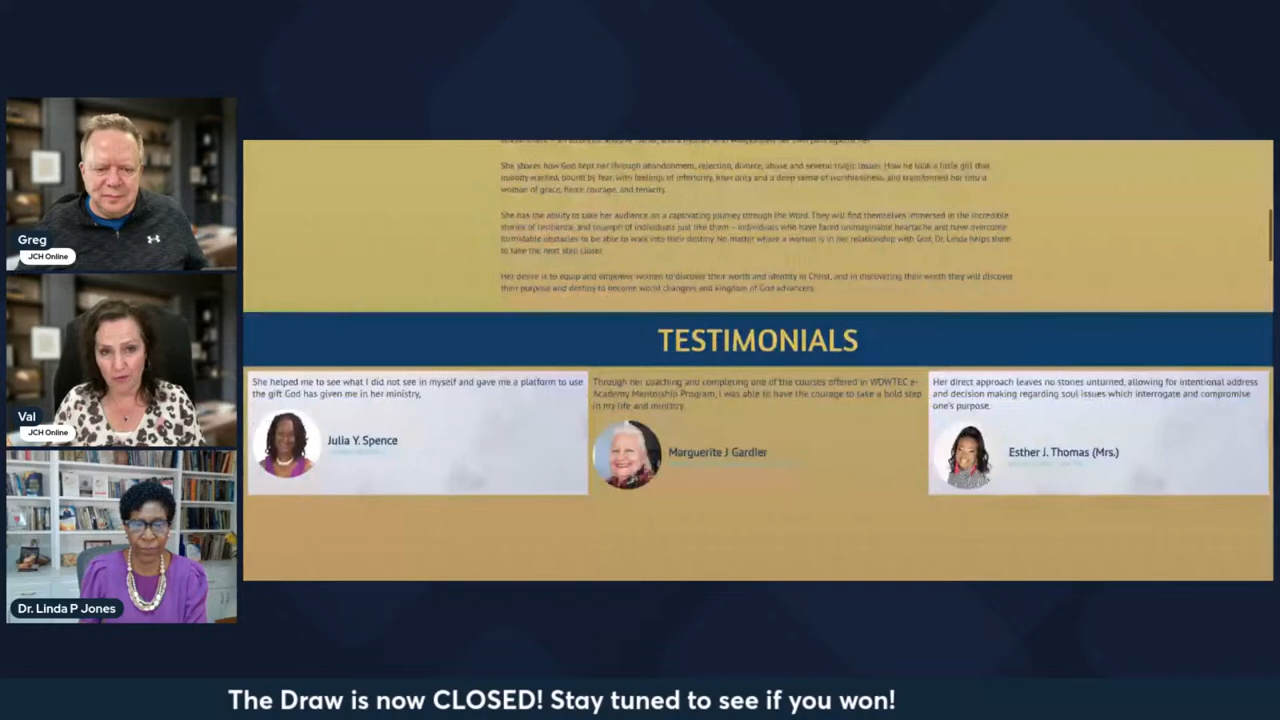 Greg
JCH Online
Val
JCH Online
Dr. Linda P Jones
She shares how God kept her through abandonment, rejection, divorce, abuse and several tragic issues. How he took a little girl that
nobody wanted, bound by fear, with feelings of inferiority, insecurity and a deep sense of worthlessness, and transformed her into a
woman of grace, fierce courage, and tenacity.
She has the ability to take her audience on a captivating journey through the Word. They will find themselves immersed in the incredible
stories of resilience, and triumph of individuals just like them – individuals who have faced unimaginable heartache and have overcome
formidable obstacles to be able to walk into their destiny. No matter where a woman is in her relationship with God, Dr. Linda helps them
to take the next step closer.
Her desire is to equip and empower women to discover their worth and identity in Christ, and in discovering their worth they will discover
their purpose and destiny to become world changers and kingdom of God advancers.
TESTIMONIALS
She helped me to see what I did not see in myself and gave me a platform to use
the gift God has given me in her ministry,
Julia Y. Spence
Through her coaching and completing one of the courses offered in WOWTEC e-
Academy Mentorship Program, I was able to have the courage to take a bold step
in my life and ministry.
Marguerite J Gardler
Her direct approach leaves no stones unturned, allowing for intentional address
and decision making regarding soul issues which interrogate and compromise
one's purpose.
Esther J. Thomas (Mrs.)
The Draw is now CLOSED! Stay tuned to see if you won!